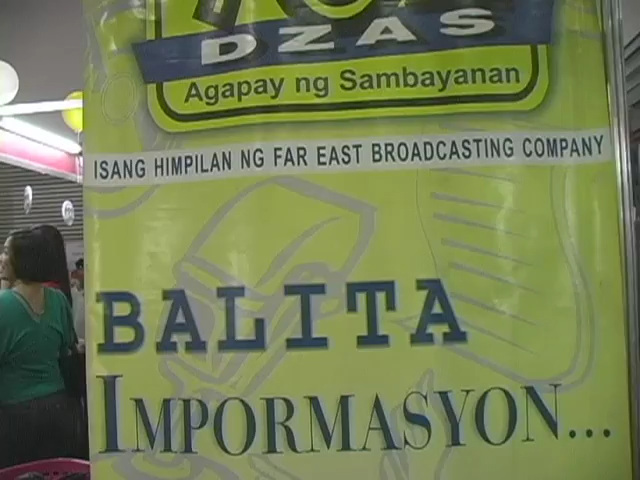 DZAS
Agapay ng Sambayanan
ISANG HIMPILAN NG FAR EAST BROADCASTING COMPANY
BALITA
IMPORMASYON...